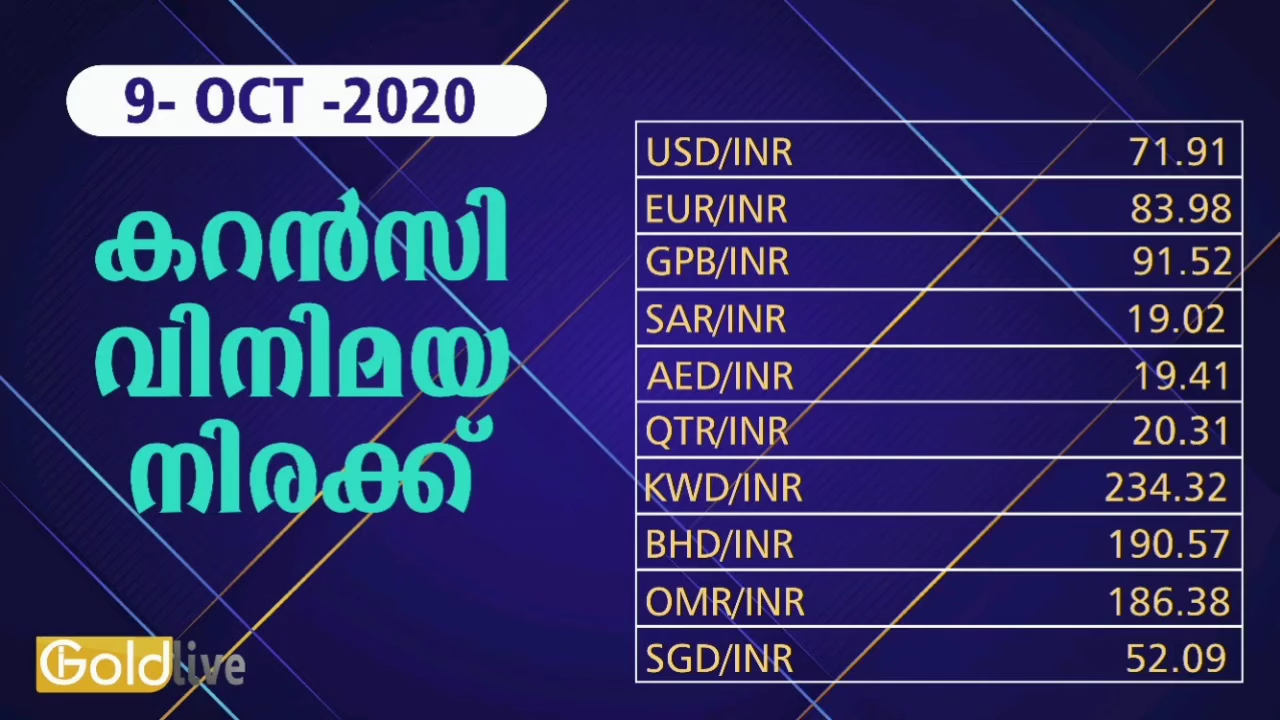 9- OCT -2020
കറൻസി
വിനിമയ
നിരക്ക്
USD/INR 71.91
EUR/INR 83.98
GPB/INR 91.52
SAR/INR 19.02
AED/INR 19.41
QTR/INR 20.31
KWD/INR 234.32
BHD/INR 190.57
OMR/INR 186.38
SGD/INR 52.09
Goldlive